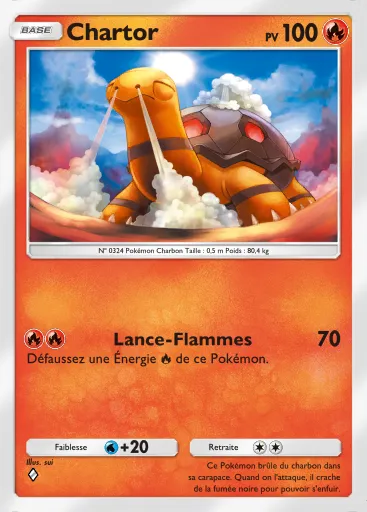 BASE Chartor PV 100
N° 0324 Pokémon Charbon Taille : 0,5 m Poids : 80,4 kg
Lance-Flammes 70
Défaussez une Énergie de ce Pokémon.
Faiblesse +20 Retraite
Illus. sui
Ce Pokémon brûle du charbon dans
sa carapace. Quand on l'attaque, il crache
de la fumée noire pour pouvoir s'enfuir.